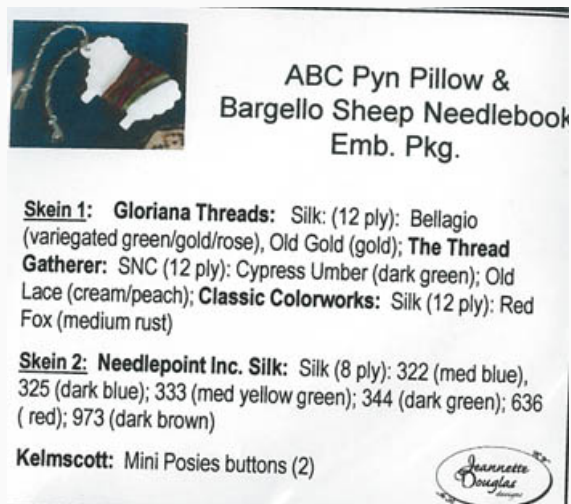 ABC Pyn Pillow &
Bargello Sheep Needlebook
Emb. Pkg.
Skein 1: Gloriana Threads: Silk: (12 ply): Bellagio
(variegated green/gold/rose), Old Gold (gold); The Thread
Gatherer: SNC (12 ply): Cypress Umber (dark green); Old
Lace (cream/peach); Classic Colorworks: Silk (12 ply): Red
Fox (medium rust)
Skein 2: Needlepoint Inc. Silk: Silk (8 ply): 322 (med blue),
325 (dark blue); 333 (med yellow green); 344 (dark green); 636
( red); 973 (dark brown)
Kelmscott: Mini Posies buttons (2)
Jeannette
Douglas
designs